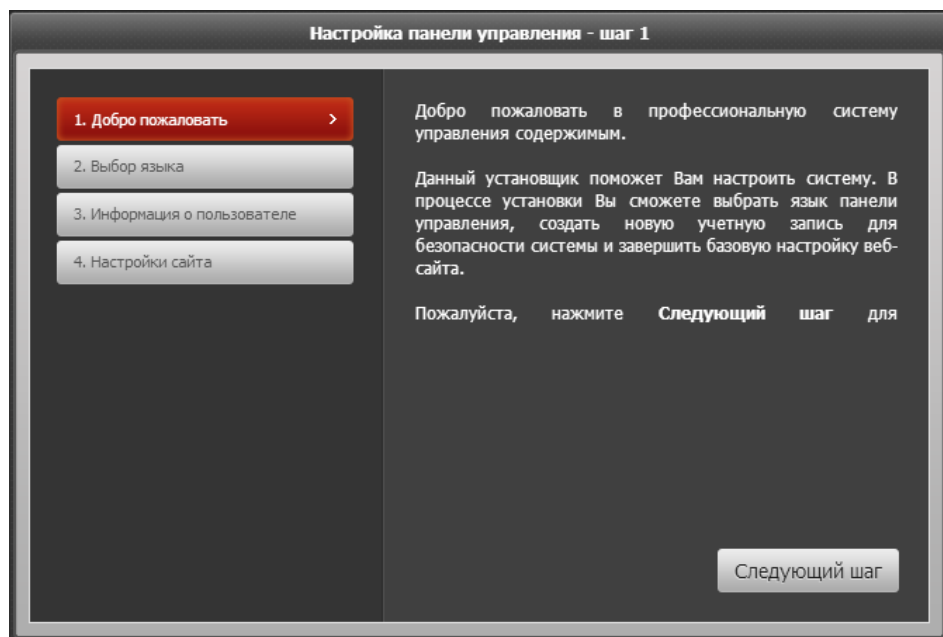 Настройка панели управления - шаг 1
1. Добро пожаловать
2. Выбор языка
3. Информация о пользователе
4. Настройки сайта
Добро пожаловать в профессиональную систему
управления содержимым.
Данный установщик поможет Вам настроить систему. В
процессе установки Вы сможете выбрать язык панели
управления, создать новую учетную запись для
безопасности системы и завершить базовую настройку веб-
сайта.
Пожалуйста, нажмите Следующий шаг для
Следующий шаг